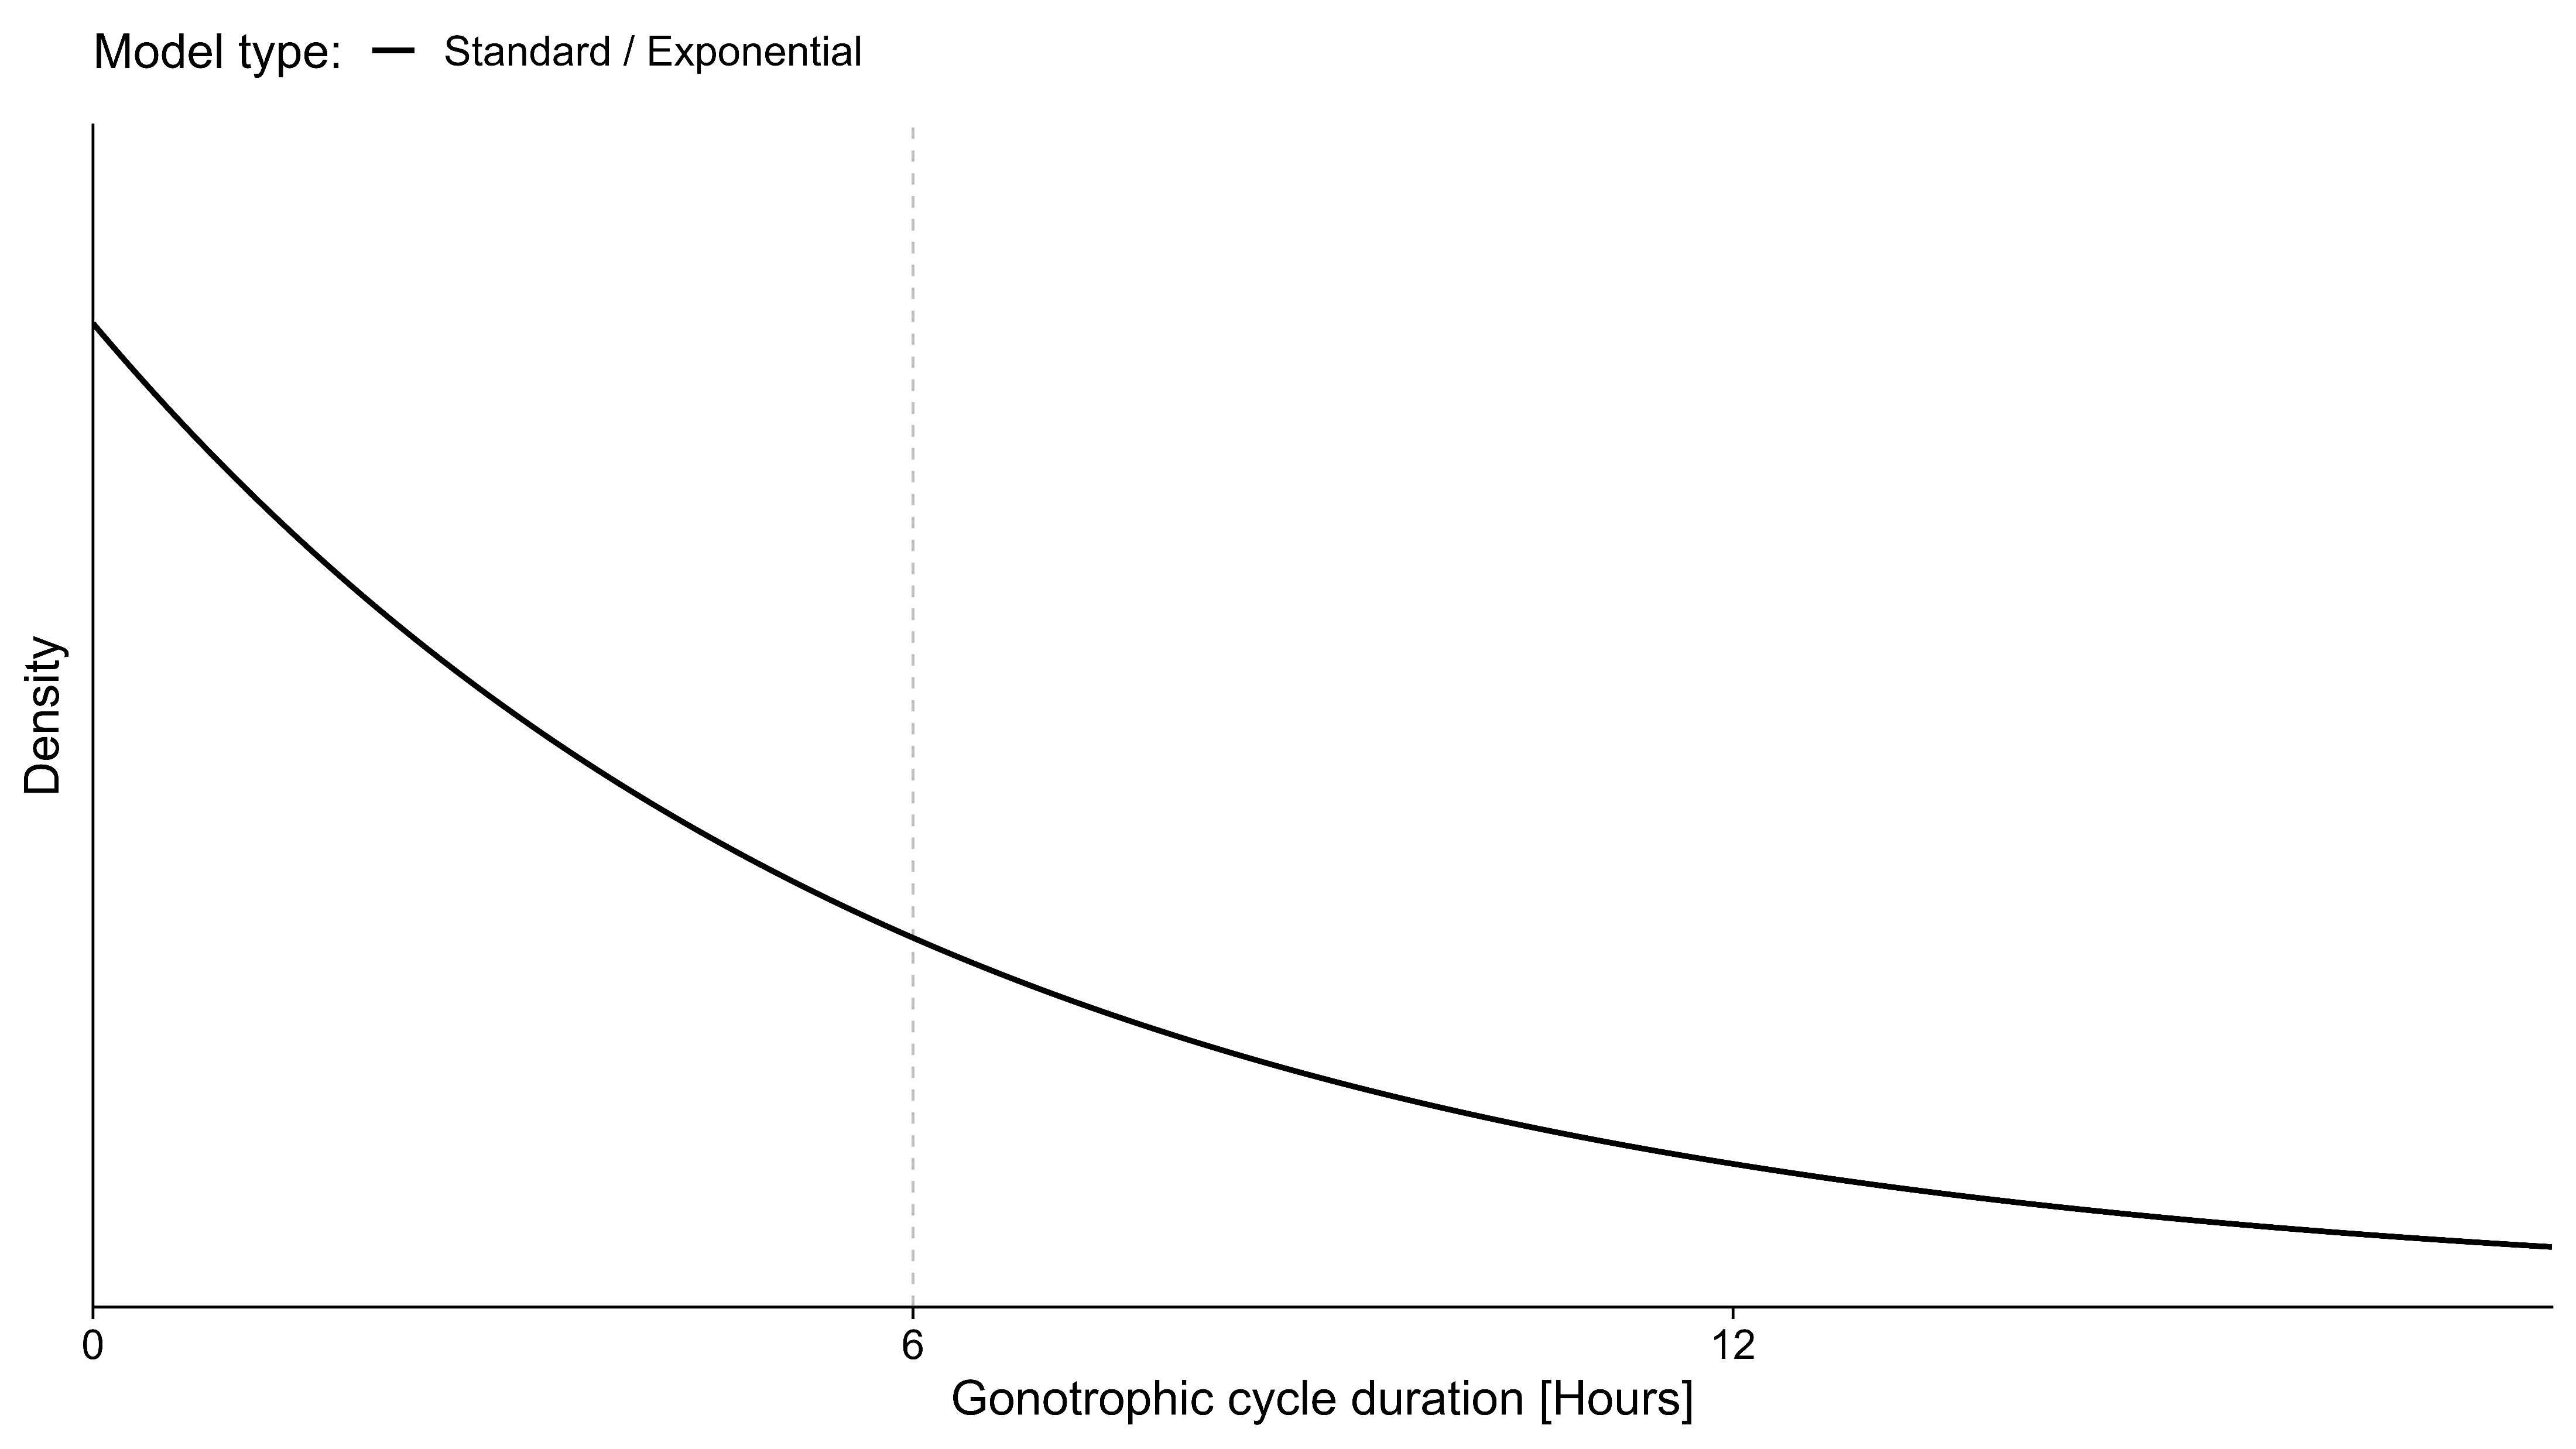 Model type: Standard / Exponential
Density
0 6 12
Gonotrophic cycle duration [Hours]